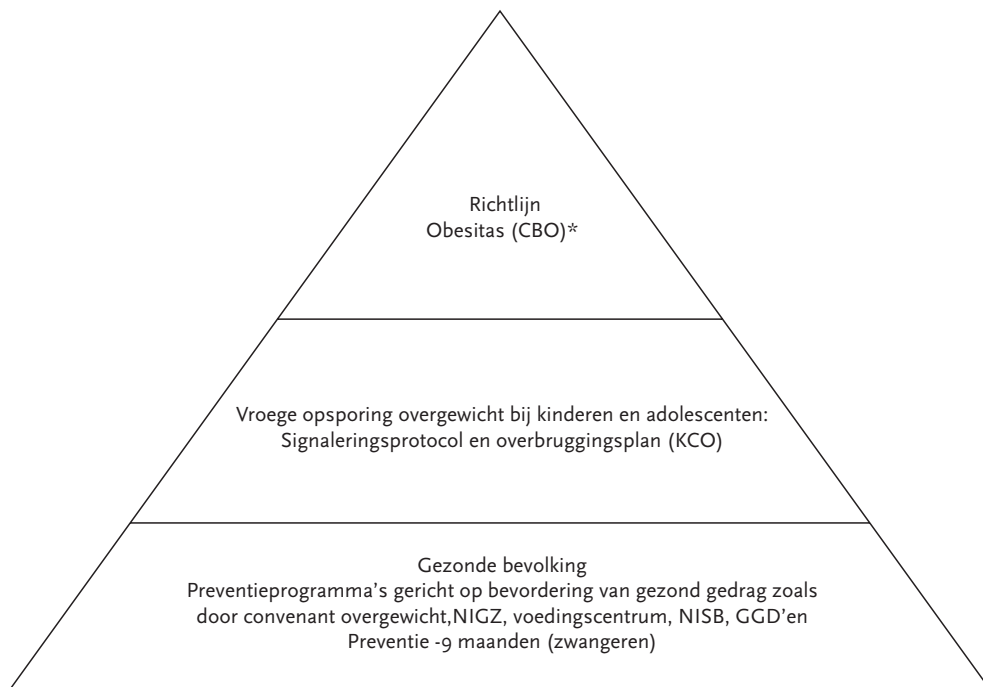 Richtlijn
Obesitas (CBO)*
Vroege opsporing overgewicht bij kinderen en adolescenten:
Signaleringsprotocol en overbruggingsplan (KCO)
Gezonde bevolking
Preventieprogramma's gericht op bevordering van gezond gedrag zoals
door convenant overgewicht,NIGZ, voedingscentrum, NISB, GGD'en
Preventie -9 maanden (zwangeren)